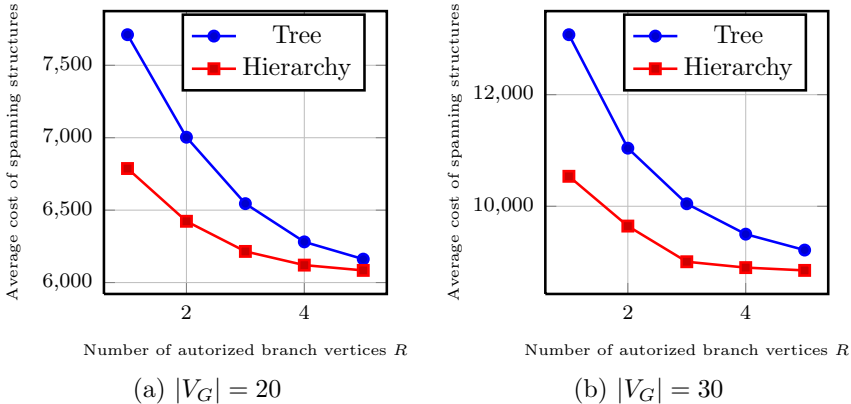 Average cost of spanning structures
7,500
7,000
6,500
6,000
2
4
Tree
Hierarchy
Number of autorized branch vertices R
(a) |V_G| = 20
Average cost of spanning structures
12,000
10,000
2
4
Tree
Hierarchy
Number of autorized branch vertices R
(b) |V_G| = 30